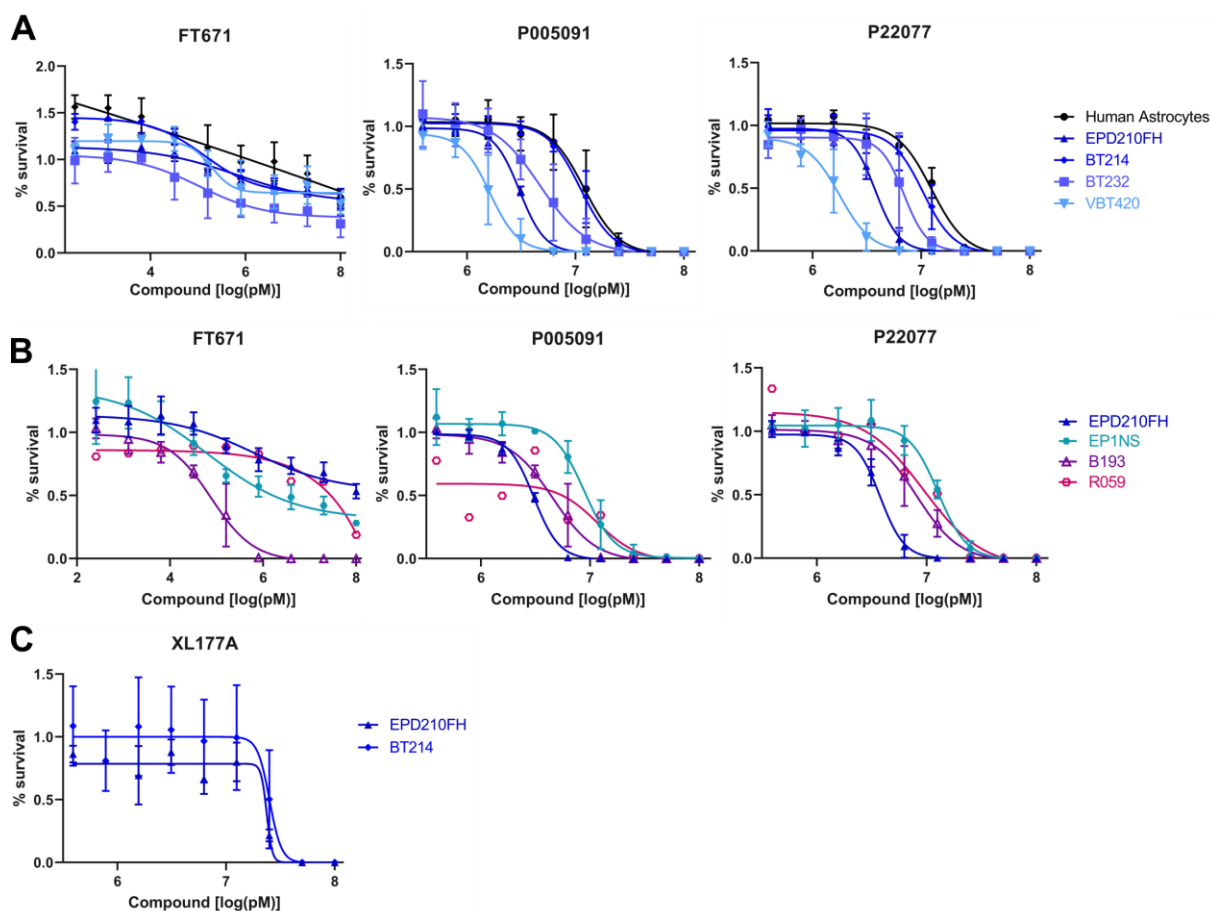 A
FT671
P005091
P22077
% survival
2.0
1.5
1.0
0.5
0.0
4
6
8
Compound [log(pM)]
% survival
1.5
1.0
0.5
0.0
6
7
8
Compound [log(pM)]
% survival
1.5
1.0
0.5
0.0
6
7
8
Compound [log(pM)]
Human Astrocytes
EPD210FH
BT214
BT232
VBT420
B
FT671
P005091
P22077
% survival
1.5
1.0
0.5
0.0
2
4
6
8
Compound [log(pM)]
% survival
1.5
1.0
0.5
0.0
6
7
8
Compound [log(pM)]
% survival
1.5
1.0
0.5
0.0
6
7
8
Compound [log(pM)]
EPD210FH
EP1NS
B193
R059
C
XL177A
% survival
1.5
1.0
0.5
0.0
6
7
8
Compound [log(pM)]
EPD210FH
BT214